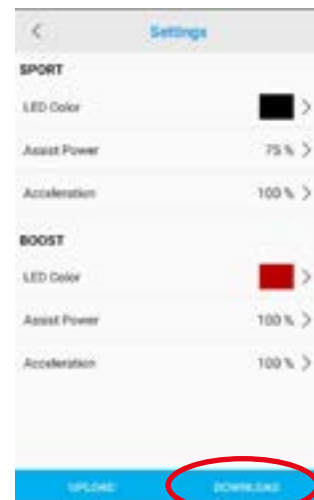 Settings
SPORT
LED Color
Assist Power 75 %
Acceleration 100 %
BOOST
LED Color
Assist Power 100 %
Acceleration 100 %
UPLOAD DOWNLOAD